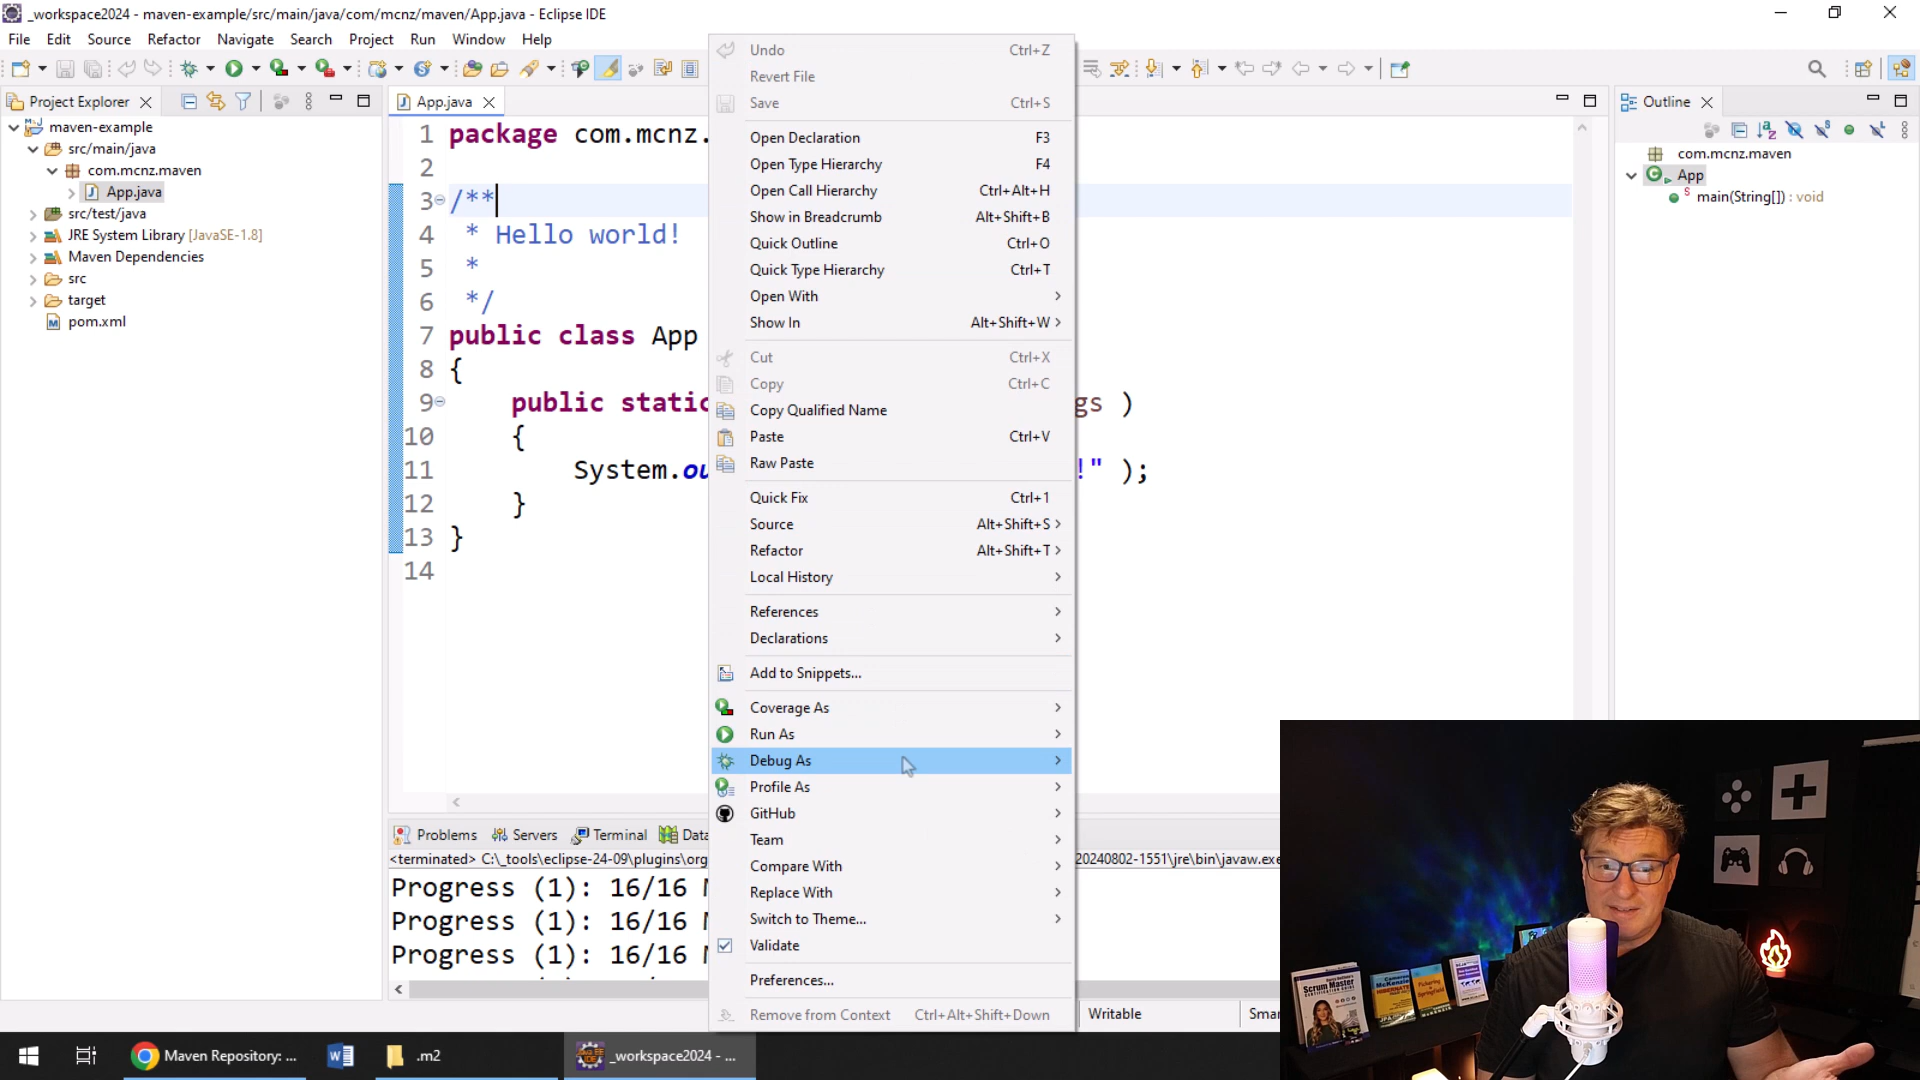 _workspace2024 - maven-example/src/main/java/com/mcnz/maven/App.java - Eclipse IDE
File Edit Source Refactor Navigate Search Project Run Window Help
Project Explorer
maven-example
src/main/java
com.mcnz.maven
App.java
src/test/java
JRE System Library [JavaSE-1.8]
Maven Dependencies
src
target
pom.xml
App.java
1 package com.mcnz.
2
3 /**
4 * Hello world!
5 *
6 */
7 public class App
8 {
9 public static gs )
10 {
11 System.ou !" );
12 }
13 }
14
Undo Ctrl+Z
Revert File
Save Ctrl+S
Open Declaration F3
Open Type Hierarchy F4
Open Call Hierarchy Ctrl+Alt+H
Show in Breadcrumb Alt+Shift+B
Quick Outline Ctrl+O
Quick Type Hierarchy Ctrl+T
Open With
Show In Alt+Shift+W
Cut Ctrl+X
Copy Ctrl+C
Copy Qualified Name
Paste Ctrl+V
Raw Paste
Quick Fix Ctrl+1
Source Alt+Shift+S
Refactor Alt+Shift+T
Local History
References
Declarations
Add to Snippets...
Coverage As
Run As
Debug As
Profile As
GitHub
Team
Compare With
Replace With
Switch to Theme...
Validate
Preferences...
Remove from Context Ctrl+Alt+Shift+Down
Outline
com.mcnz.maven
App
main(String[]) : void
Problems Servers Terminal Data
<terminated> C:\_tools\eclipse-24-09\plugins\org 20240802-1551\jre\bin\javaw.exe
Progress (1): 16/16
Progress (1): 16/16
Progress (1): 16/16
Writable
Smar
Scrum Master
HIBERNATE
Maven Repository: ...
.m2
_workspace2024 - ...